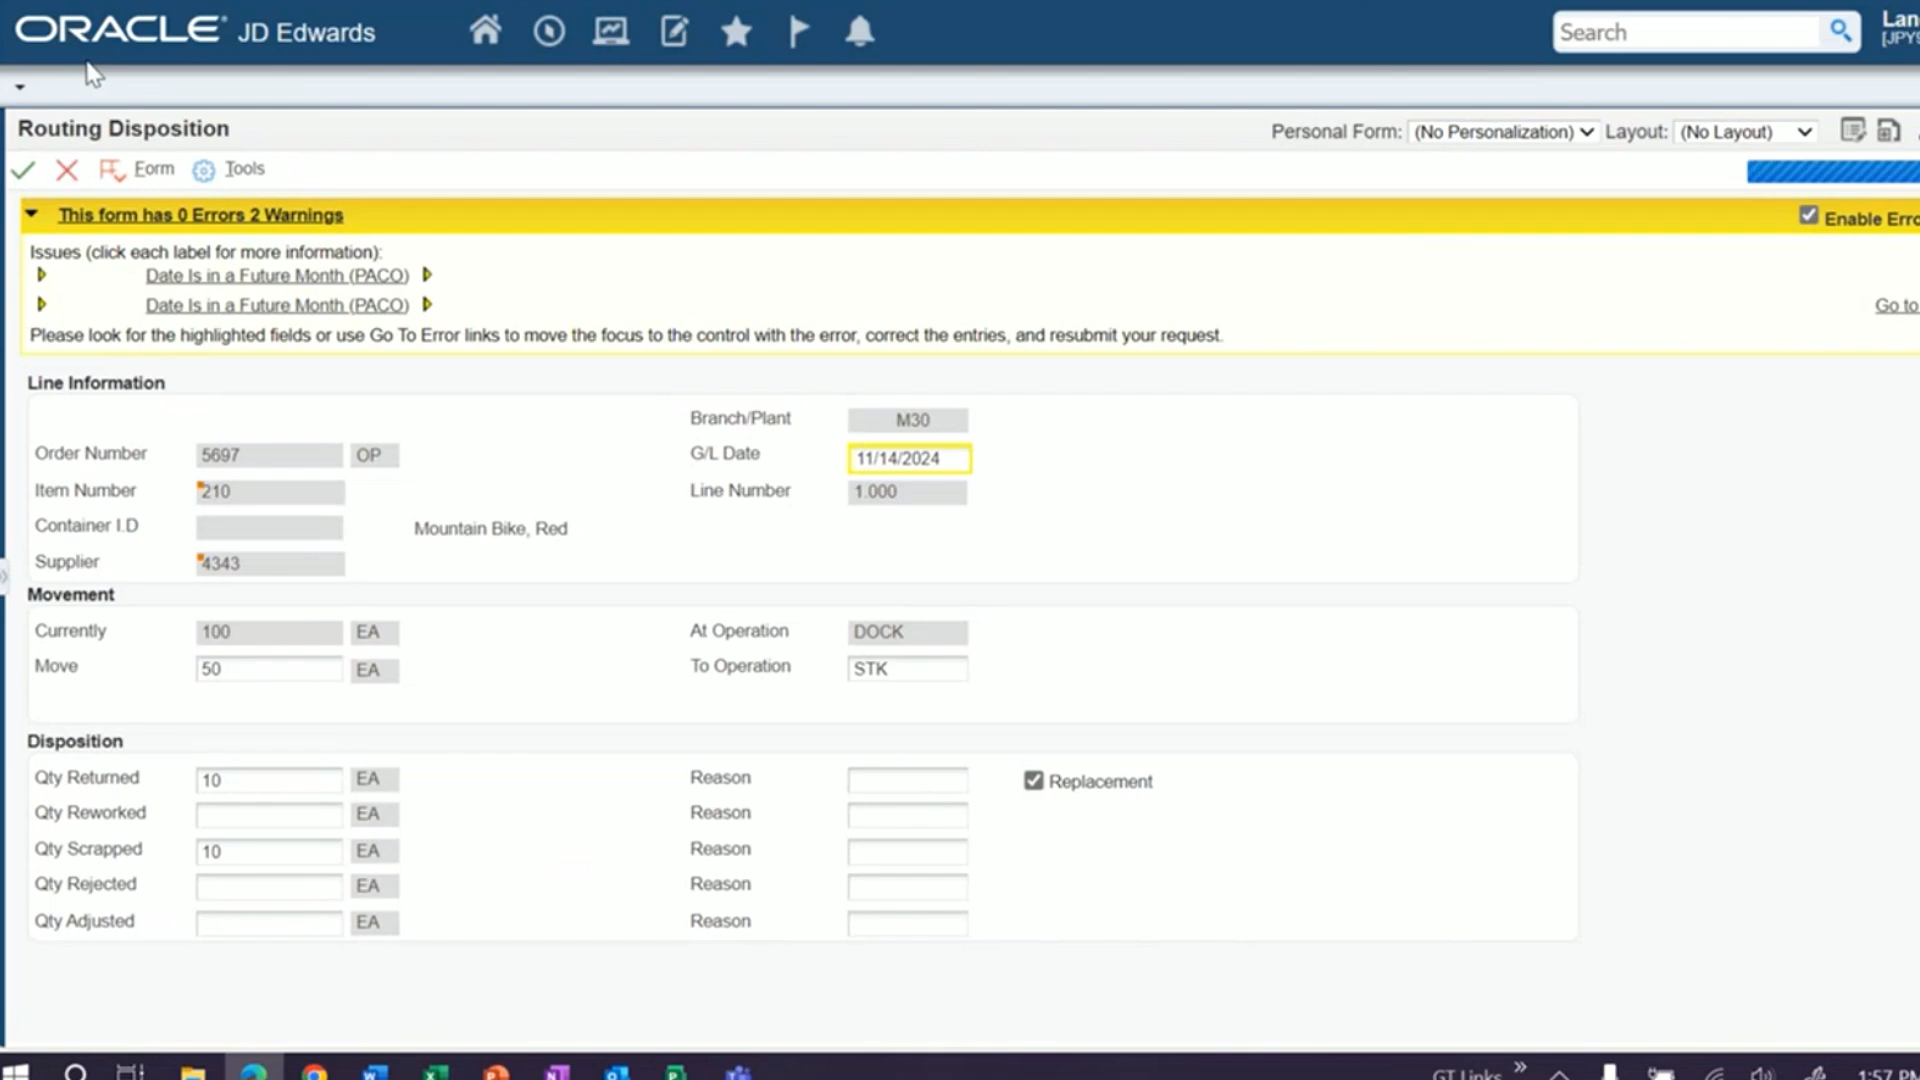 ORACLE JD Edwards
Search
Routing Disposition
Personal Form: (No Personalization) Layout: (No Layout)
Form Tools
This form has 0 Errors 2 Warnings
Enable
Issues (click each label for more information):
Date Is in a Future Month (PACO)
Date Is in a Future Month (PACO)
Go to
Please look for the highlighted fields or use Go To Error links to move the focus to the control with the error, correct the entries, and resubmit your request.
Line Information
Branch/Plant M30
Order Number 5697 OP G/L Date 11/14/2024
Item Number 210 Line Number 1.000
Container I.D Mountain Bike, Red
Supplier 4343
Movement
Currently 100 EA At Operation DOCK
Move 50 EA To Operation STK
Disposition
Qty Returned 10 EA Reason Replacement
Qty Reworked EA Reason
Qty Scrapped 10 EA Reason
Qty Rejected EA Reason
Qty Adjusted EA Reason
GT Links
1:57 PM